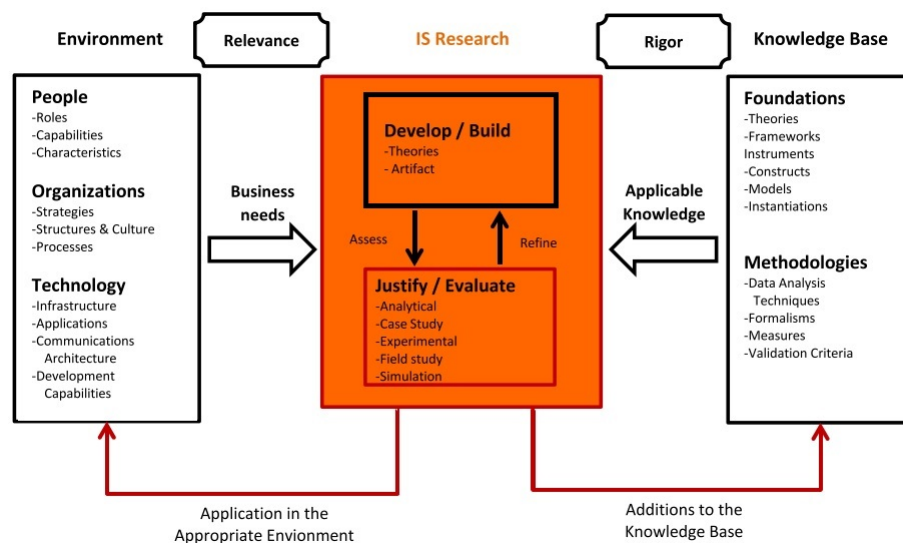 Environment
Relevance
IS Research
Rigor
Knowledge Base
People
-Roles
-Capabilities
-Characteristics
Organizations
-Strategies
-Structures & Culture
-Processes
Technology
-Infrastructure
-Applications
-Communications
Architecture
-Development
Capabilities
Business
needs
Develop / Build
-Theories
- Artifact
Assess
Refine
Justify / Evaluate
-Analytical
-Case Study
-Experimental
-Field study
-Simulation
Applicable
Knowledge
Foundations
-Theories
-Frameworks
Instruments
-Constructs
-Models
-Instantiations
Methodologies
-Data Analysis
Techniques
-Formalisms
-Measures
-Validation Criteria
Application in the
Appropriate Envionment
Additions to the
Knowledge Base